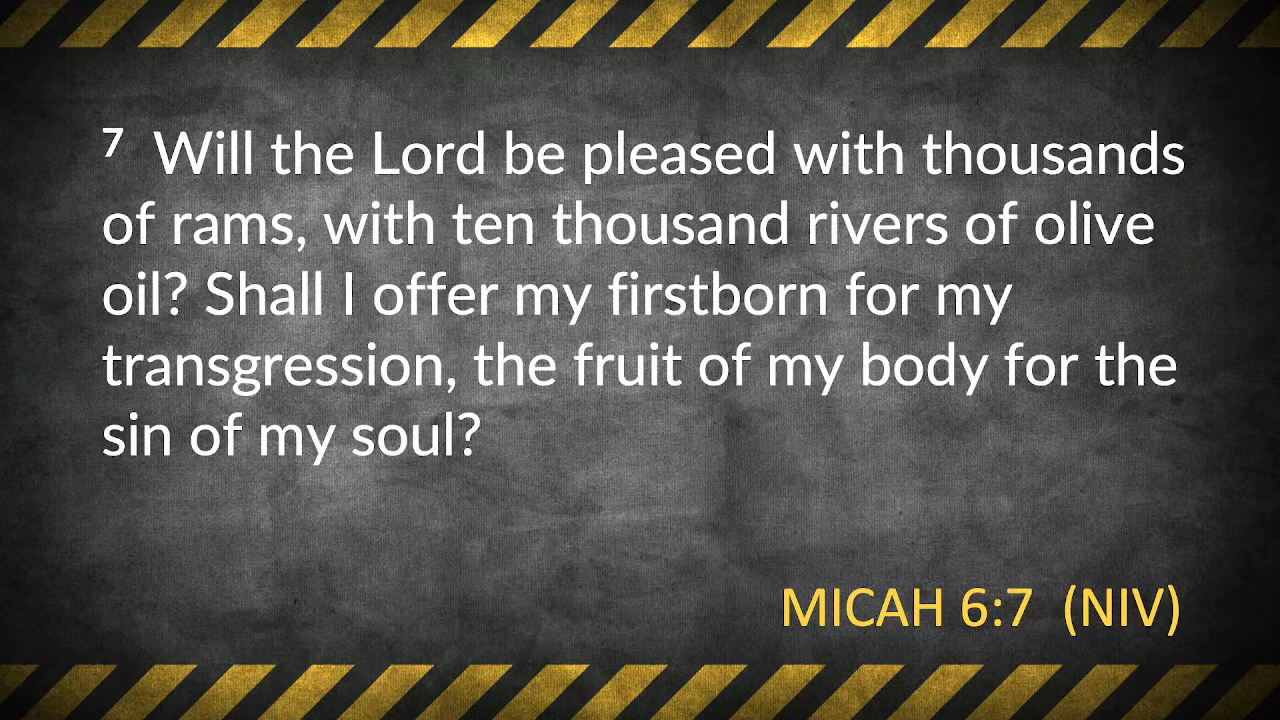 7 Will the Lord be pleased with thousands
of rams, with ten thousand rivers of olive
oil? Shall I offer my firstborn for my
transgression, the fruit of my body for the
sin of my soul?
MICAH 6:7 (NIV)